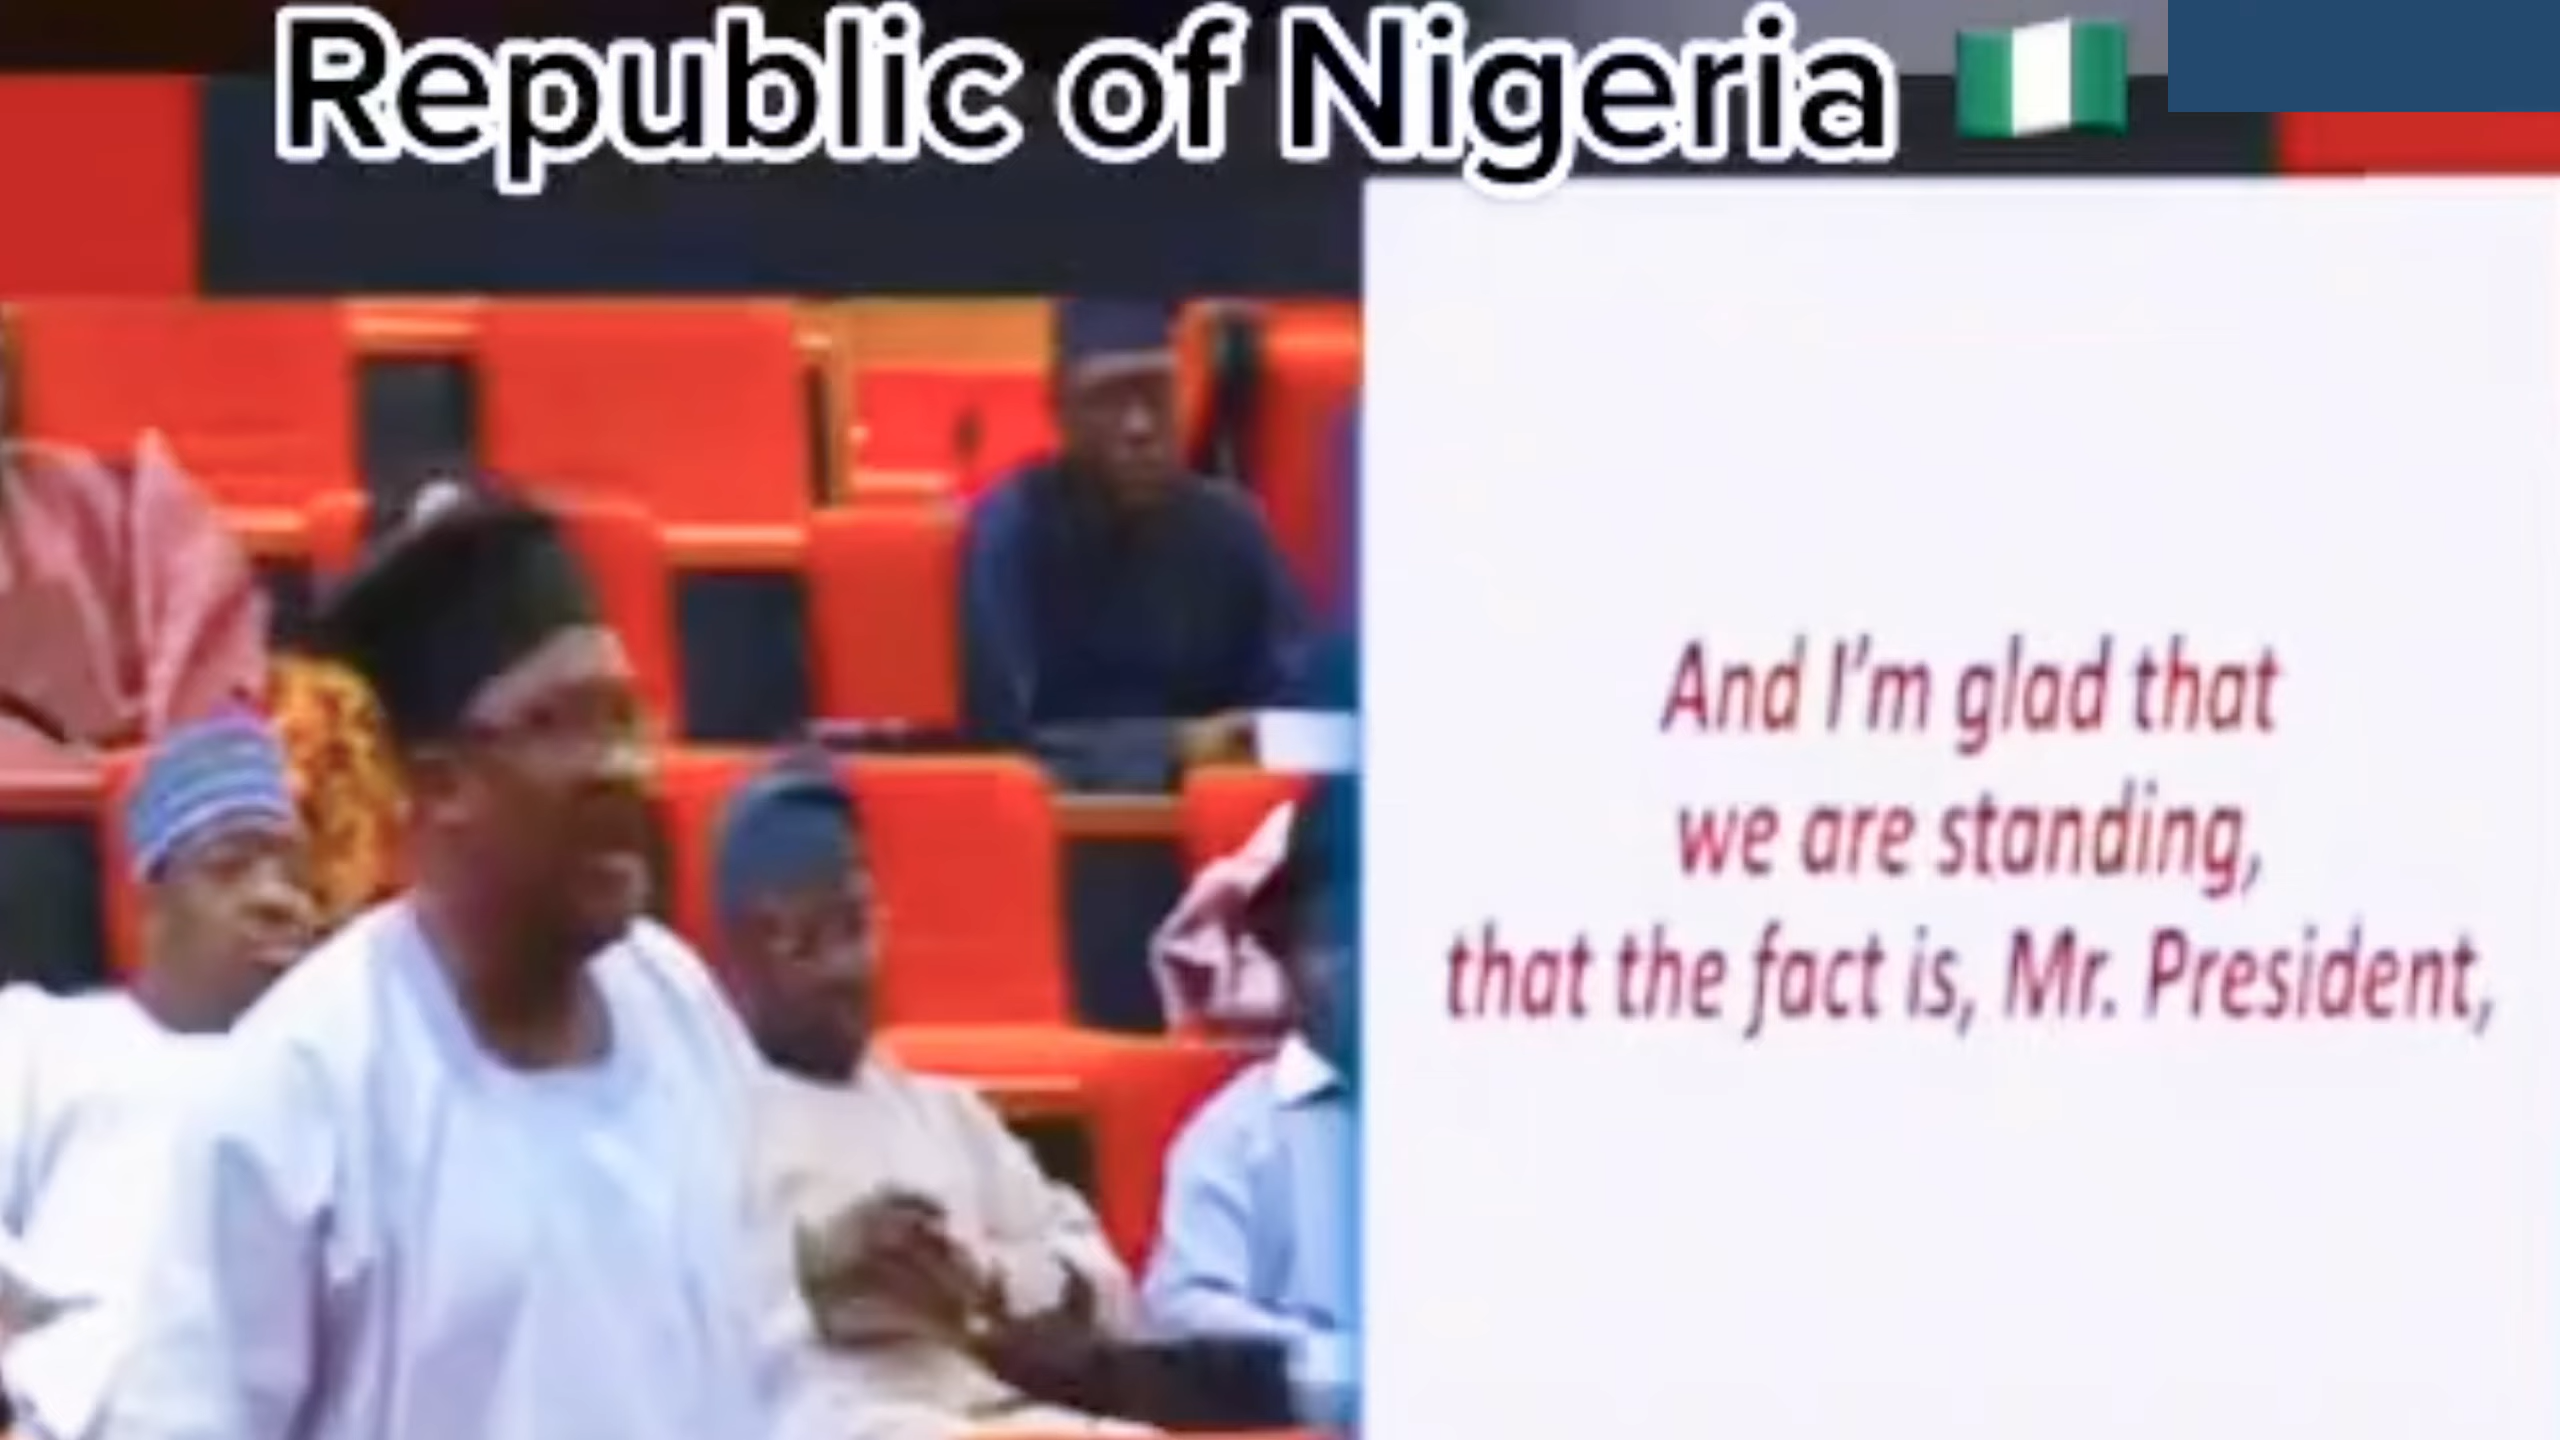 Republic of Nigeria 🇳🇬
And I'm glad that
we are standing,
that the fact is, Mr. President,